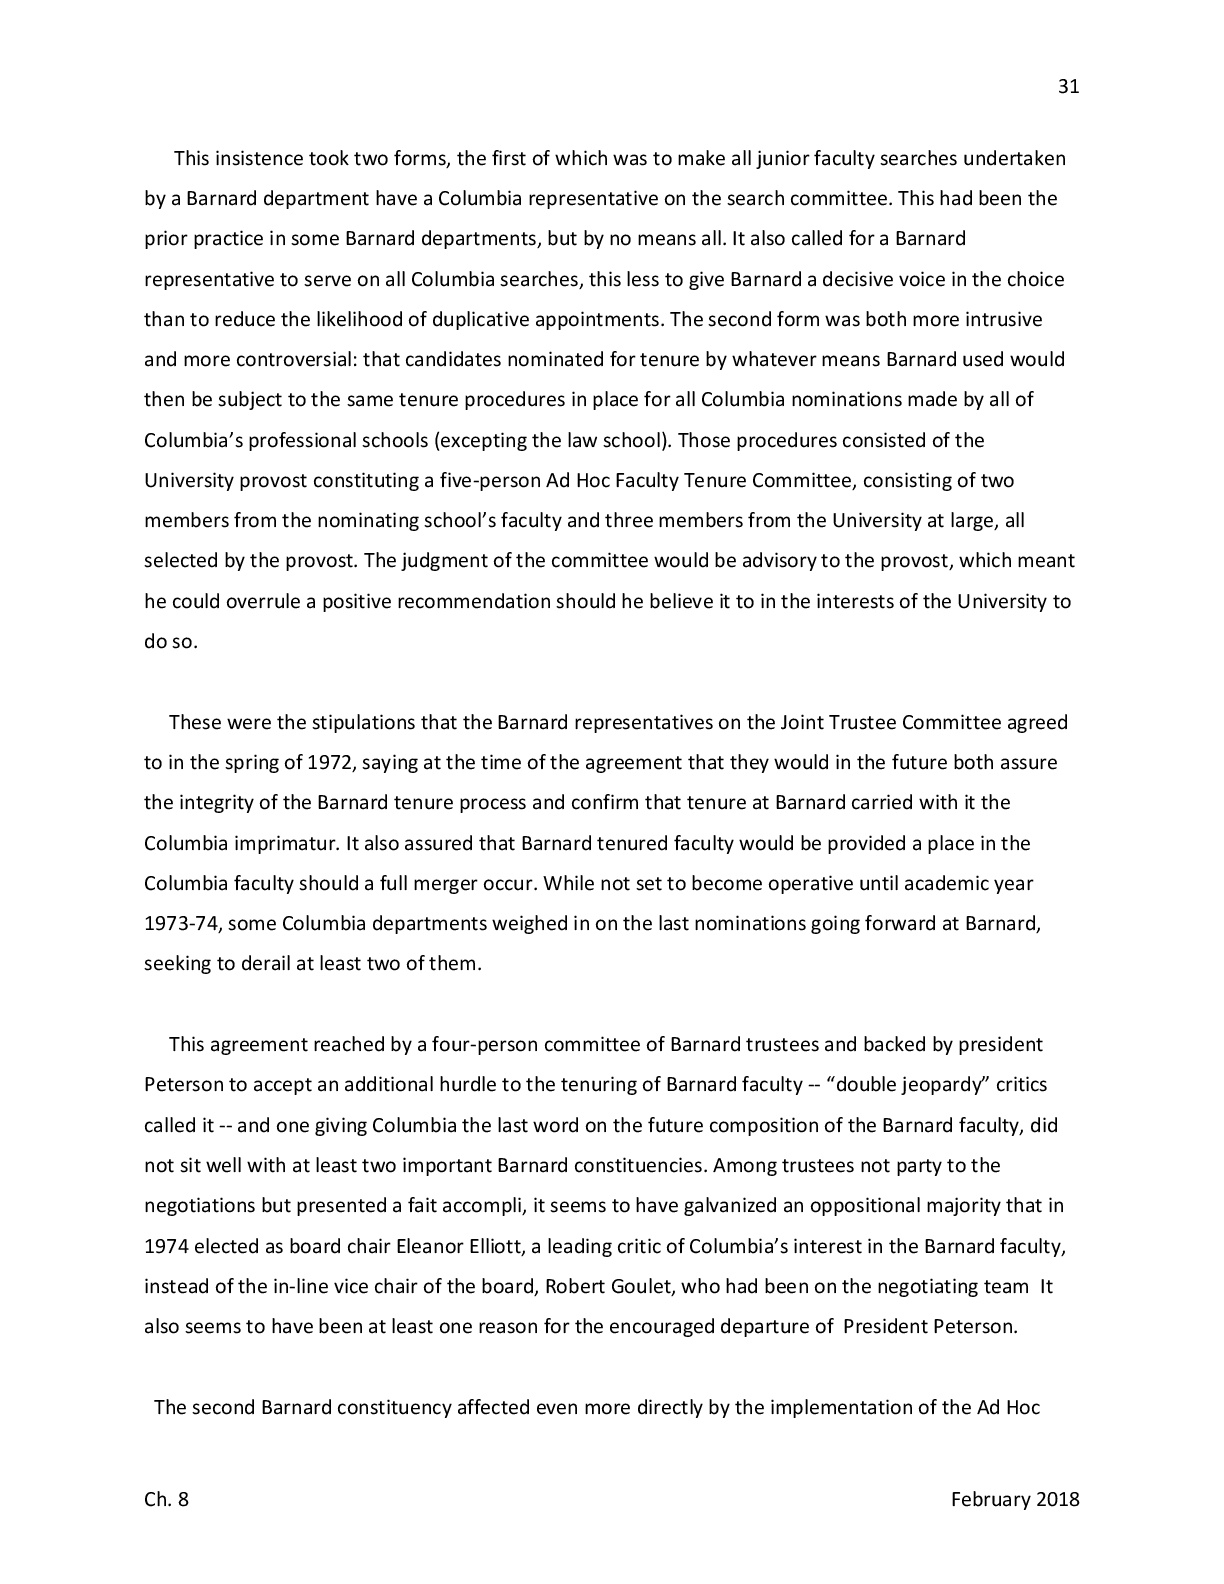 31
This insistence took two forms, the first of which was to make all junior faculty searches undertaken
by a Barnard department have a Columbia representative on the search committee. This had been the
prior practice in some Barnard departments, but by no means all. It also called for a Barnard
representative to serve on all Columbia searches, this less to give Barnard a decisive voice in the choice
than to reduce the likelihood of duplicative appointments. The second form was both more intrusive
and more controversial: that candidates nominated for tenure by whatever means Barnard used would
then be subject to the same tenure procedures in place for all Columbia nominations made by all of
Columbia’s professional schools (excepting the law school). Those procedures consisted of the
University provost constituting a five-person Ad Hoc Faculty Tenure Committee, consisting of two
members from the nominating school’s faculty and three members from the University at large, all
selected by the provost. The judgment of the committee would be advisory to the provost, which meant
he could overrule a positive recommendation should he believe it to in the interests of the University to
do so.
These were the stipulations that the Barnard representatives on the Joint Trustee Committee agreed
to in the spring of 1972, saying at the time of the agreement that they would in the future both assure
the integrity of the Barnard tenure process and confirm that tenure at Barnard carried with it the
Columbia imprimatur. It also assured that Barnard tenured faculty would be provided a place in the
Columbia faculty should a full merger occur. While not set to become operative until academic year
1973-74, some Columbia departments weighed in on the last nominations going forward at Barnard,
seeking to derail at least two of them.
This agreement reached by a four-person committee of Barnard trustees and backed by president
Peterson to accept an additional hurdle to the tenuring of Barnard faculty -- “double jeopardy” critics
called it -- and one giving Columbia the last word on the future composition of the Barnard faculty, did
not sit well with at least two important Barnard constituencies. Among trustees not party to the
negotiations but presented a fait accompli, it seems to have galvanized an oppositional majority that in
1974 elected as board chair Eleanor Elliott, a leading critic of Columbia’s interest in the Barnard faculty,
instead of the in-line vice chair of the board, Robert Goulet, who had been on the negotiating team  It
also seems to have been at least one reason for the encouraged departure of  President Peterson.
The second Barnard constituency affected even more directly by the implementation of the Ad Hoc
Ch. 8
February 2018